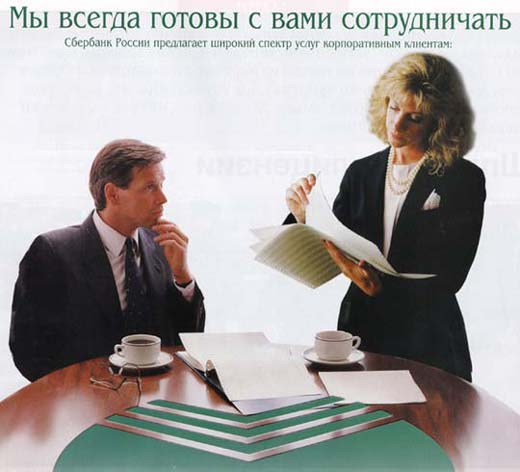 Мы всегда готовы с вами сотрудничать
Сбербанк России предлагает широкий спектр услуг корпоративным клиентам: